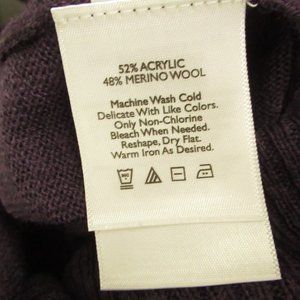 52% ACRYLIC
48% MERINO WOOL
Machine Wash Cold
Delicate With Like Colors.
Only Non-Chlorine
Bleach When Needed.
Reshape, Dry Flat.
Warm Iron As Desired.